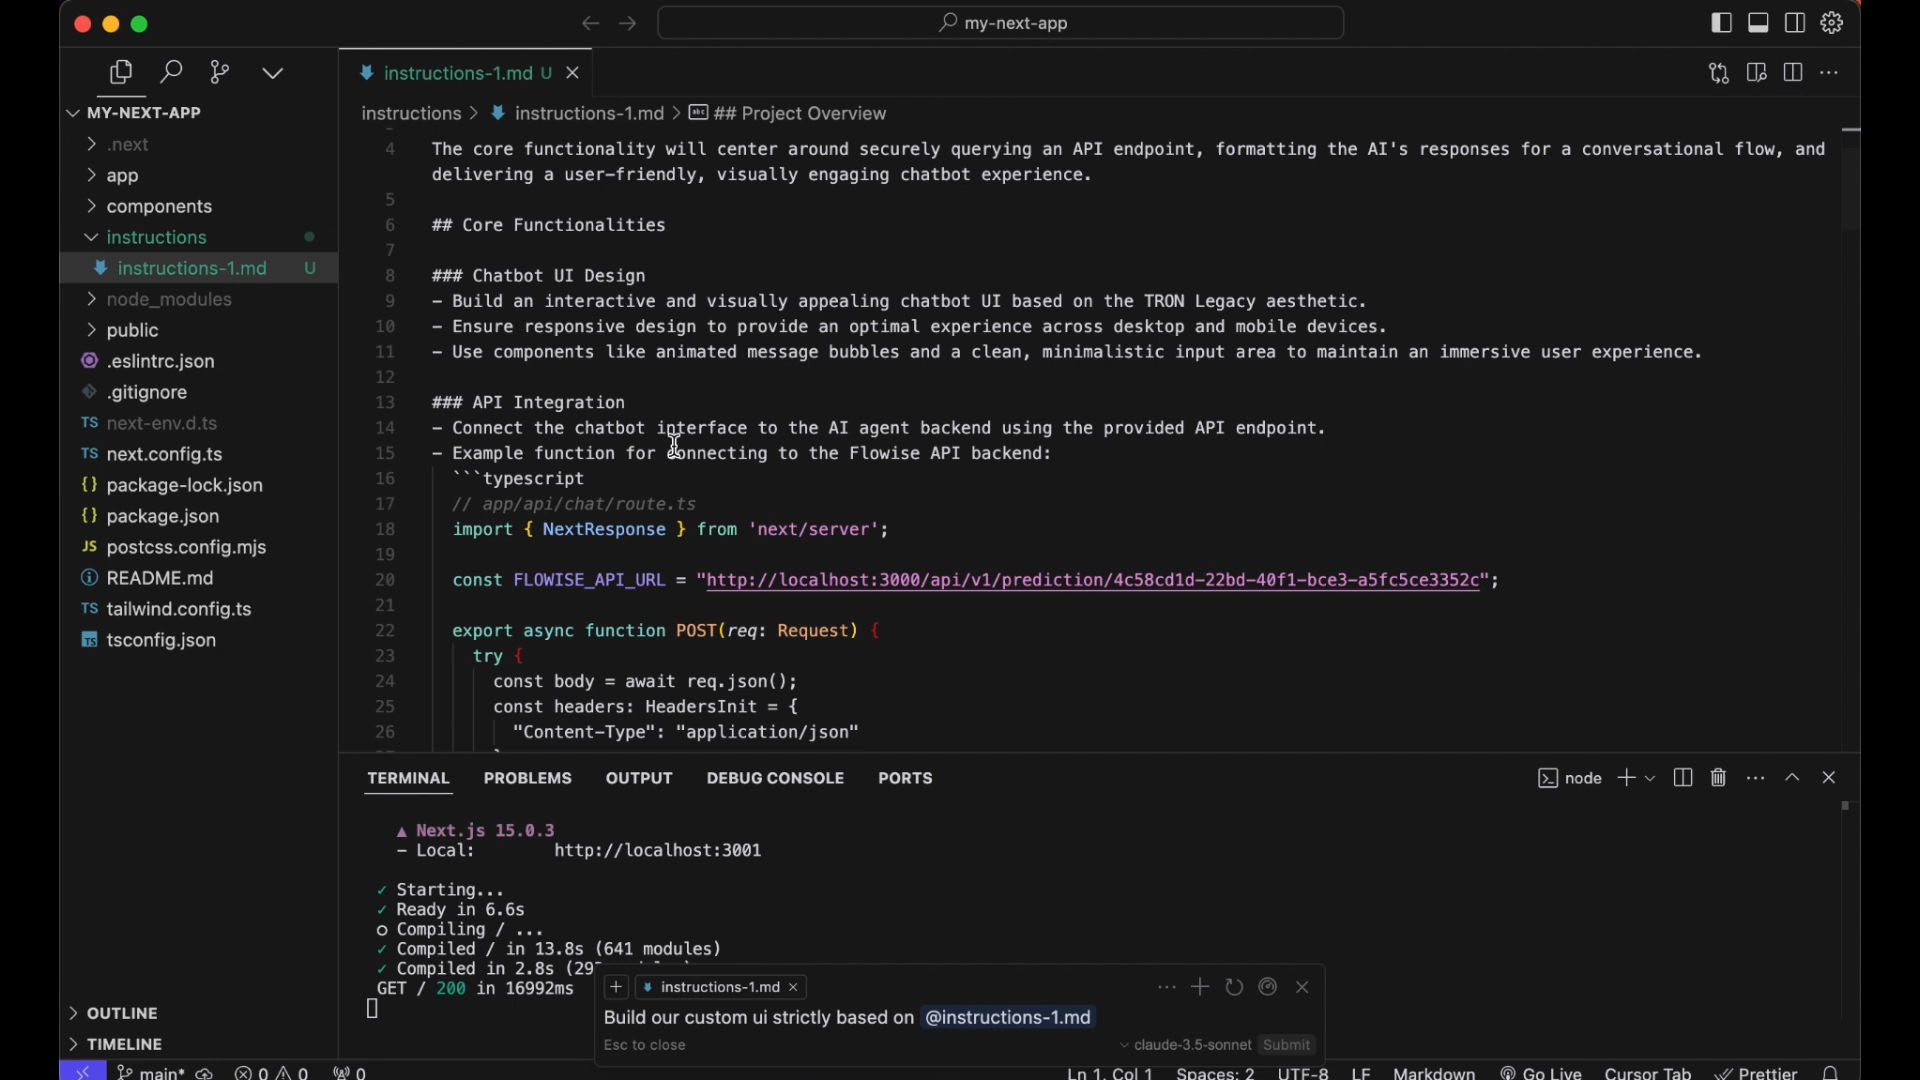 my-next-app
instructions-1.md U
MY-NEXT-APP
.next
app
components
instructions
instructions-1.md U
node_modules
public
.eslintrc.json
.gitignore
TS next-env.d.ts
TS next.config.ts
{} package-lock.json
{} package.json
JS postcss.config.mjs
README.md
TS tailwind.config.ts
TS tsconfig.json
OUTLINE
TIMELINE
instructions > instructions-1.md > ## Project Overview
4 The core functionality will center around securely querying an API endpoint, formatting the AI's responses for a conversational flow, and
delivering a user-friendly, visually engaging chatbot experience.
5
6 ## Core Functionalities
7
8 ### Chatbot UI Design
9 - Build an interactive and visually appealing chatbot UI based on the TRON Legacy aesthetic.
10 - Ensure responsive design to provide an optimal experience across desktop and mobile devices.
11 - Use components like animated message bubbles and a clean, minimalistic input area to maintain an immersive user experience.
12
13 ### API Integration
14 - Connect the chatbot interface to the AI agent backend using the provided API endpoint.
15 - Example function for connecting to the Flowise API backend:
16 ```typescript
17 // app/api/chat/route.ts
18 import { NextResponse } from 'next/server';
19
20 const FLOWISE_API_URL = "http://localhost:3000/api/v1/prediction/4c58cd1d-22bd-40f1-bce3-a5fc5ce3352c";
21
22 export async function POST(req: Request) {
23 try {
24 const body = await req.json();
25 const headers: HeadersInit = {
26 "Content-Type": "application/json"
TERMINAL PROBLEMS OUTPUT DEBUG CONSOLE PORTS
node
▲ Next.js 15.0.3
- Local: http://localhost:3001
✓ Starting...
✓ Ready in 6.6s
○ Compiling / ...
✓ Compiled / in 13.8s (641 modules)
✓ Compiled in 2.8s (29
GET / 200 in 16992ms
instructions-1.md
Build our custom ui strictly based on @instructions-1.md
Esc to close
claude-3.5-sonnet Submit
main* 0 0 0
Ln 1, Col 1 Spaces: 2 UTF-8 LF Markdown Go Live Cursor Tab Prettier